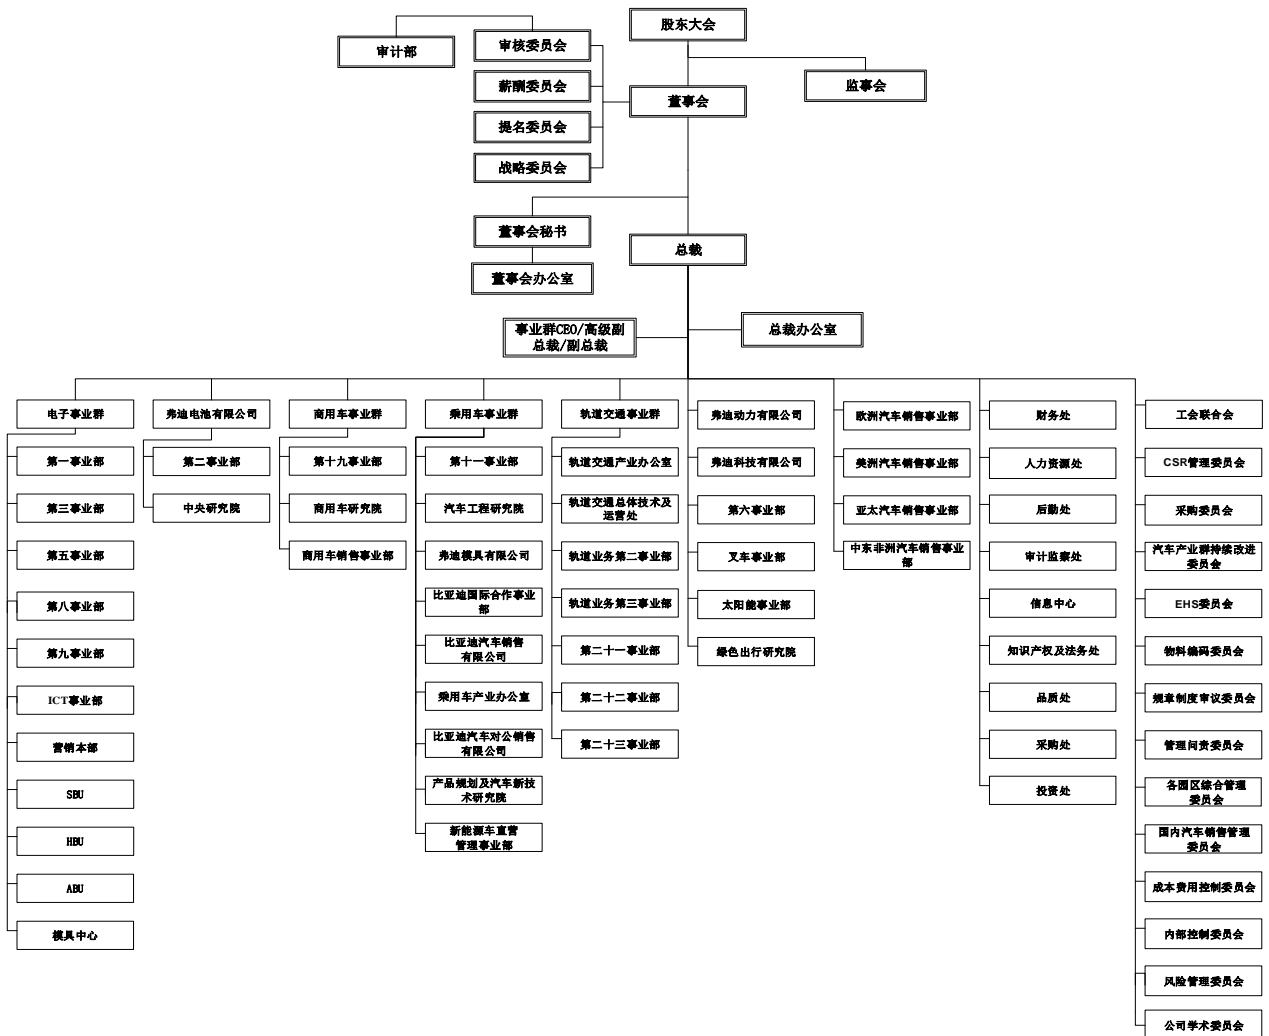 股东大会
审核委员会
审计部
监事会
薪酬委员会
董事会
提名委员会
战略委员会
董事会秘书
总裁
董事会办公室
事业群CEO/高级副
总裁/副总裁
总裁办公室
电子事业群
第一事业部
第三事业部
第五事业部
第八事业部
第九事业部
ICT事业部
营销本部
SBU
HBU
ABU
模具中心
弗迪电池有限公司
第二事业部
中央研究院
商用车事业群
第十九事业部
商用车研究院
商用车销售事业部
乘用车事业群
第十一事业部
汽车工程研究院
弗迪模具有限公司
比亚迪国际合作事业
部
比亚迪汽车销售
有限公司
乘用车产业办公室
比亚迪汽车对公销售
有限公司
产品规划及汽车新技
术研究院
新能源车直营
管理事业部
轨道交通事业群
轨道交通产业办公室
轨道交通总体技术及
运营处
轨道业务第二事业部
轨道业务第三事业部
第二十一事业部
第二十二事业部
第二十三事业部
弗迪动力有限公司
弗迪科技有限公司
第六事业部
叉车事业部
太阳能事业部
绿色出行研究院
欧洲汽车销售事业部
美洲汽车销售事业部
亚太汽车销售事业部
中东非洲汽车销售事业
部
财务处
人力资源处
后勤处
审计监察处
信息中心
知识产权及法务处
品质处
采购处
投资处
工会联合会
CSR管理委员会
采购委员会
汽车产业群持续改进
委员会
EHS委员会
物料编码委员会
规章制度审议委员会
管理问责委员会
各园区综合管理
委员会
国内汽车销售管理
委员会
成本费用控制委员会
内部控制委员会
风险管理委员会
公司学术委员会